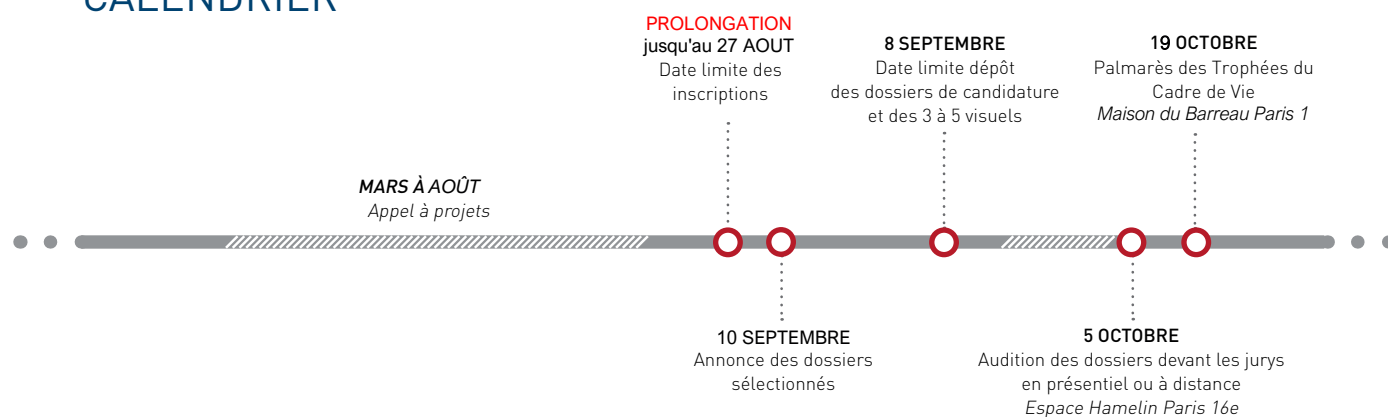 CALENDRIER
PROLONGATION
jusqu'au 27 AOUT
Date limite des
inscriptions
8 SEPTEMBRE
Date limite dépôt
des dossiers de candidature
et des 3 à 5 visuels
19 OCTOBRE
Palmarès des Trophées du
Cadre de Vie
Maison du Barreau Paris 1
MARS À AOÛT
Appel à projets
10 SEPTEMBRE
Annonce des dossiers
sélectionnés
5 OCTOBRE
Audition des dossiers devant les jurys
en présentiel ou à distance
Espace Hamelin Paris 16e